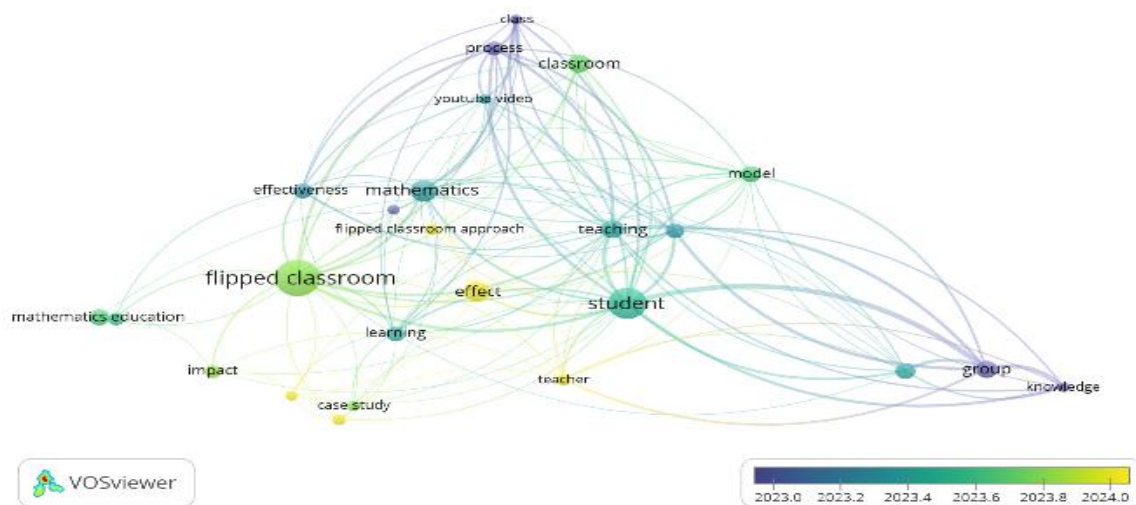 class
process
classroom
youtube video
model
effectiveness
mathematics
flipped classroom approach
teaching
flipped classroom
effect
student
mathematics education
learning
impact
teacher
group
knowledge
case study
VOSviewer
2023.0 2023.2 2023.4 2023.6 2023.8 2024.0